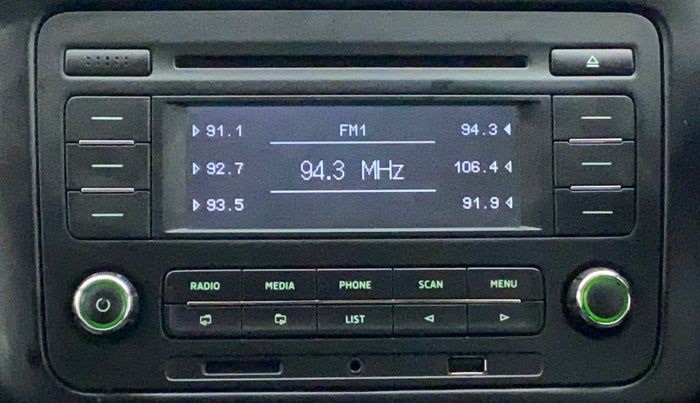 91.1 FM1 94.3
92.7 94.3 MHz 106.4
93.5 91.9
RADIO MEDIA PHONE SCAN MENU
LIST